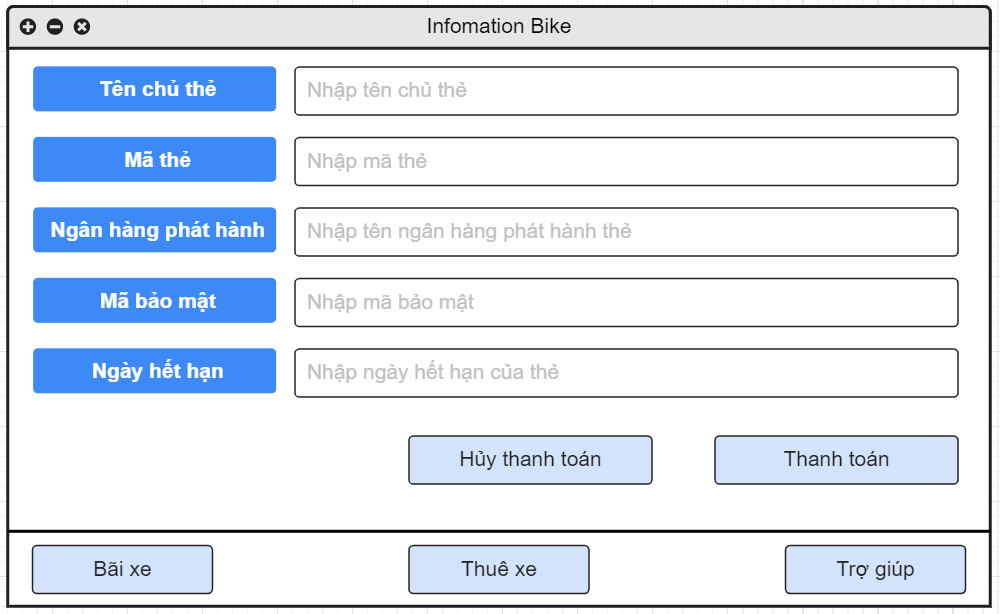 Infomation Bike
Tên chủ thẻ
Nhập tên chủ thẻ
Mã thẻ
Nhập mã thẻ
Ngân hàng phát hành
Nhập tên ngân hàng phát hành thẻ
Mã bảo mật
Nhập mã bảo mật
Ngày hết hạn
Nhập ngày hết hạn của thẻ
Hủy thanh toán
Thanh toán
Bãi xe
Thuê xe
Trợ giúp